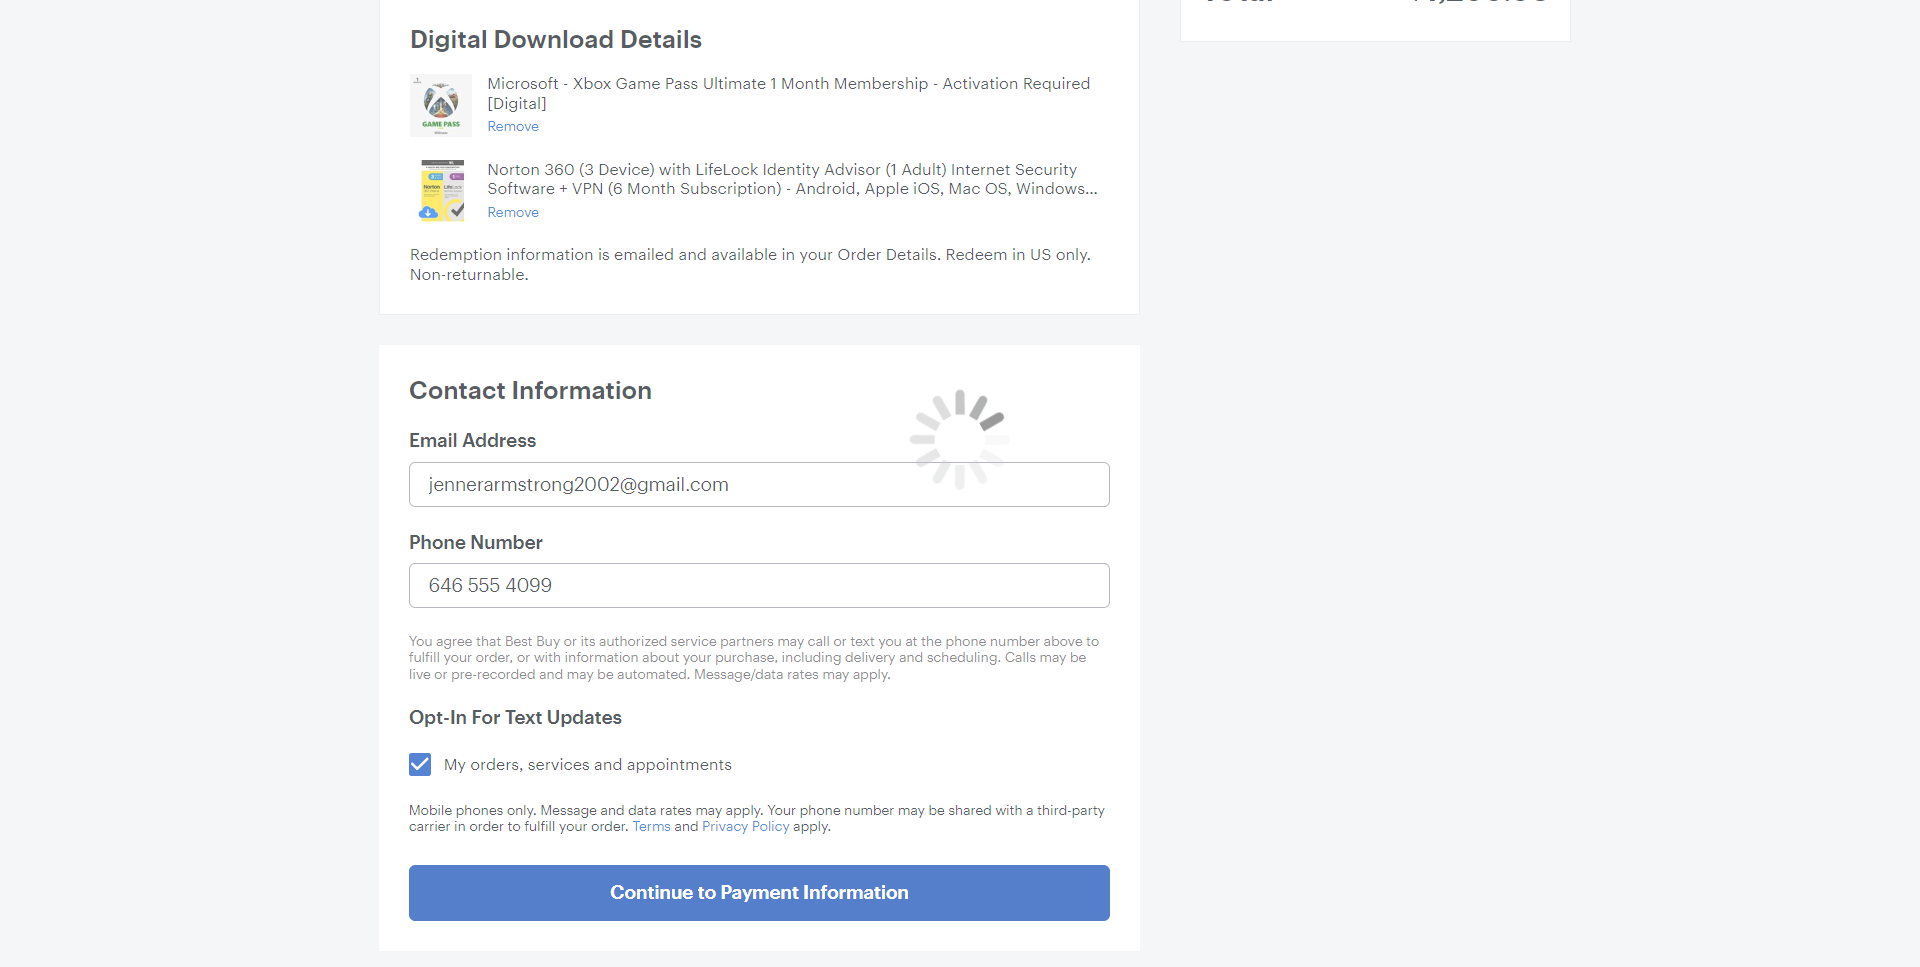 Digital Download Details
Microsoft - Xbox Game Pass Ultimate 1 Month Membership - Activation Required
[Digital]
Remove
GAME PASS
Norton 360 (3 Device) with LifeLock Identity Advisor (1 Adult) Internet Security
Software + VPN (6 Month Subscription) - Android, Apple iOS, Mac OS, Windows...
Remove
Norton LifeLock
Redemption information is emailed and available in your Order Details. Redeem in US only.
Non-returnable.
Contact Information
Email Address
jennerarmstrong2002@gmail.com
Phone Number
646 555 4099
You agree that Best Buy or its authorized service partners may call or text you at the phone number above to
fulfill your order, or with information about your purchase, including delivery and scheduling. Calls may be
live or pre-recorded and may be automated. Message/data rates may apply.
Opt-In For Text Updates
My orders, services and appointments
Mobile phones only. Message and data rates may apply. Your phone number may be shared with a third-party
carrier in order to fulfill your order. Terms and Privacy Policy apply.
Continue to Payment Information